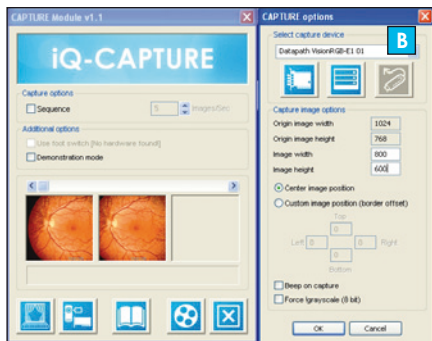 CAPTURE Module v1.1
iQ-CAPTURE
Capture options
Sequence
5
Images/Sec
Additional options
Use foot switch [No hardware found!]
Demonstration mode
CAPTURE options
B
Select capture device
Datapath VisionRGB-E1 01
Capture image options
Origin image width 1024
Origin image height 768
Image width 800
Image height 600
Center image position
Custom image position (border offset)
Top
0
Left 0 0 Right
0
Bottom
Beep on capture
Force grayscale (8 bit)
OK Cancel